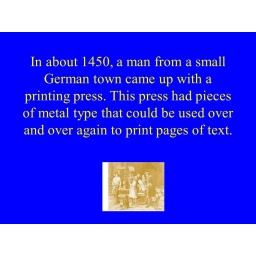 In about 1450, a man from a small
German town came up with a
printing press. This press had pieces
of metal type that could be used over
and over again to print pages of text.